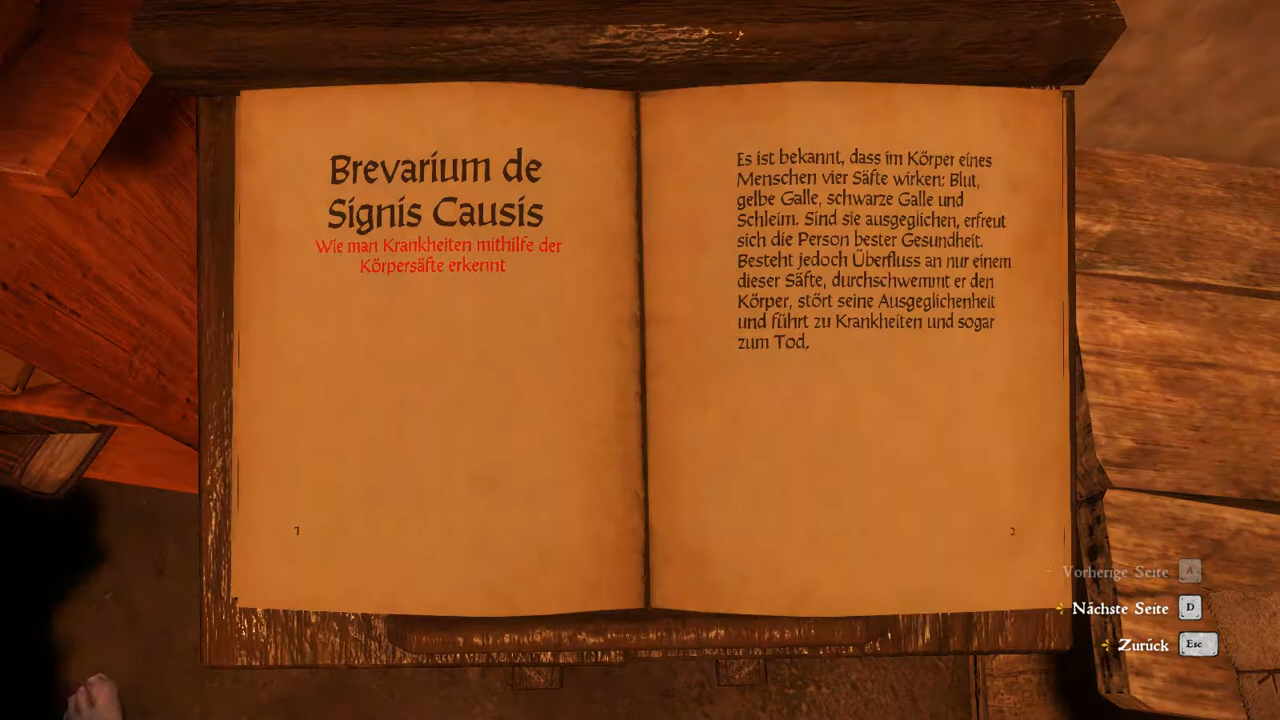 Brevarium de
Signis Causis
Wie man Krankheiten mithilfe der
Körpersäfte erkennt
1
Es ist bekannt, dass im Körper eines
Menschen vier Säfte wirken: Blut,
gelbe Galle, schwarze Galle und
Schleim. Sind sie ausgeglichen, erfreut
sich die Person bester Gesundheit.
Besteht jedoch Überfluss an nur einem
dieser Säfte, durchschwemmt er den
Körper, stört seine Ausgeglichenheit
und führt zu Krankheiten und sogar
zum Tod.
2
Vorherige Seite A
Nächste Seite D
Zurück Esc